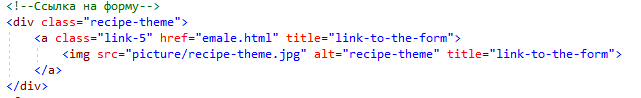 <!--Ссылка на форму-->
<div class="recipe-theme">
<a class="link-5" href="emale.html" title="link-to-the-form">
<img src="picture/recipe-theme.jpg" alt="recipe-theme" title="link-to-the-form">
</a>
</div>